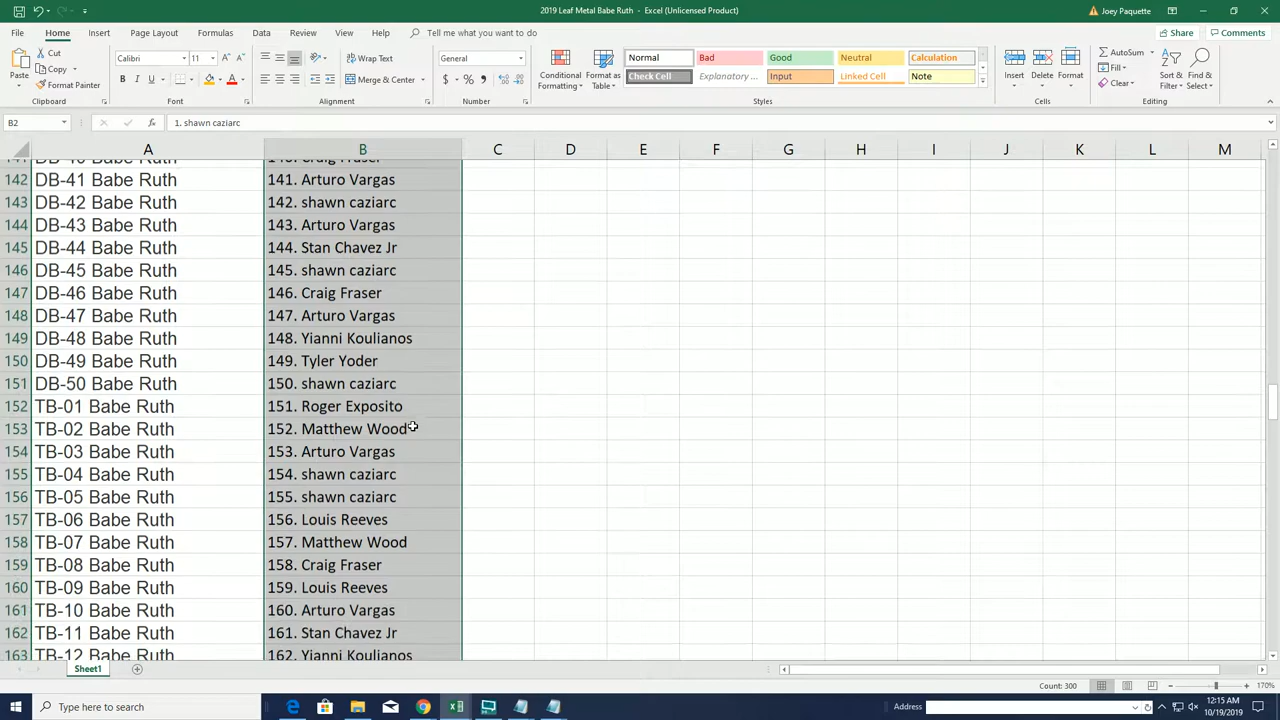 2019 Leaf Metal Babe Ruth - Excel (Unlicensed Product)
Joey Paquette
File Home Insert Page Layout Formulas Data Review View Help Tell me what you want to do
Share Comments
Paste
Cut
Copy
Format Painter
Clipboard
Calibri 11
B I U
Font
Wrap Text
Merge & Center
Alignment
General
$ % ,
Number
Conditional Formatting
Format as Table
Normal Bad Good Neutral Calculation
Check Cell Explanatory ... Input Linked Cell Note
Styles
Insert Delete Format
Cells
AutoSum
Fill
Clear
Sort & Filter
Find & Select
Editing
B2
1. shawn caziarc
A B C D E F G H I J K L M
142 DB-41 Babe Ruth 141. Arturo Vargas
143 DB-42 Babe Ruth 142. shawn caziarc
144 DB-43 Babe Ruth 143. Arturo Vargas
145 DB-44 Babe Ruth 144. Stan Chavez Jr
146 DB-45 Babe Ruth 145. shawn caziarc
147 DB-46 Babe Ruth 146. Craig Fraser
148 DB-47 Babe Ruth 147. Arturo Vargas
149 DB-48 Babe Ruth 148. Yianni Koulianos
150 DB-49 Babe Ruth 149. Tyler Yoder
151 DB-50 Babe Ruth 150. shawn caziarc
152 TB-01 Babe Ruth 151. Roger Exposito
153 TB-02 Babe Ruth 152. Matthew Wood
154 TB-03 Babe Ruth 153. Arturo Vargas
155 TB-04 Babe Ruth 154. shawn caziarc
156 TB-05 Babe Ruth 155. shawn caziarc
157 TB-06 Babe Ruth 156. Louis Reeves
158 TB-07 Babe Ruth 157. Matthew Wood
159 TB-08 Babe Ruth 158. Craig Fraser
160 TB-09 Babe Ruth 159. Louis Reeves
161 TB-10 Babe Ruth 160. Arturo Vargas
162 TB-11 Babe Ruth 161. Stan Chavez Jr
163 TB-12 Babe Ruth 162. Yianni Koulianos
Sheet1
Count: 300
170%
Type here to search
Address
12:15 AM
10/19/2019